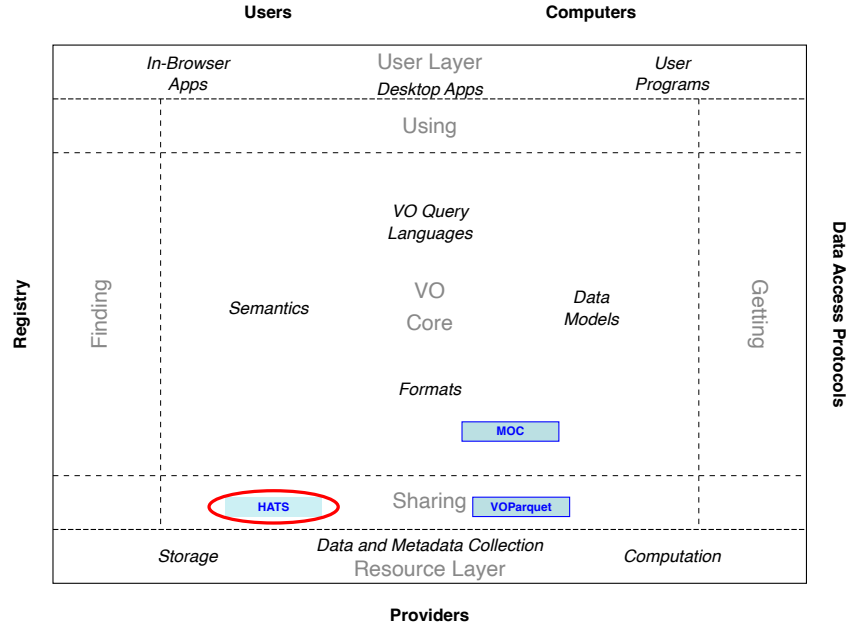 Users
Computers
In-Browser
Apps
User Layer
Desktop Apps
User
Programs
Using
VO Query
Languages
Registry
Finding
Semantics
VO
Core
Data
Models
Getting
Data Access Protocols
Formats
MOC
HATS
Sharing
VOParquet
Storage
Data and Metadata Collection
Computation
Resource Layer
Providers